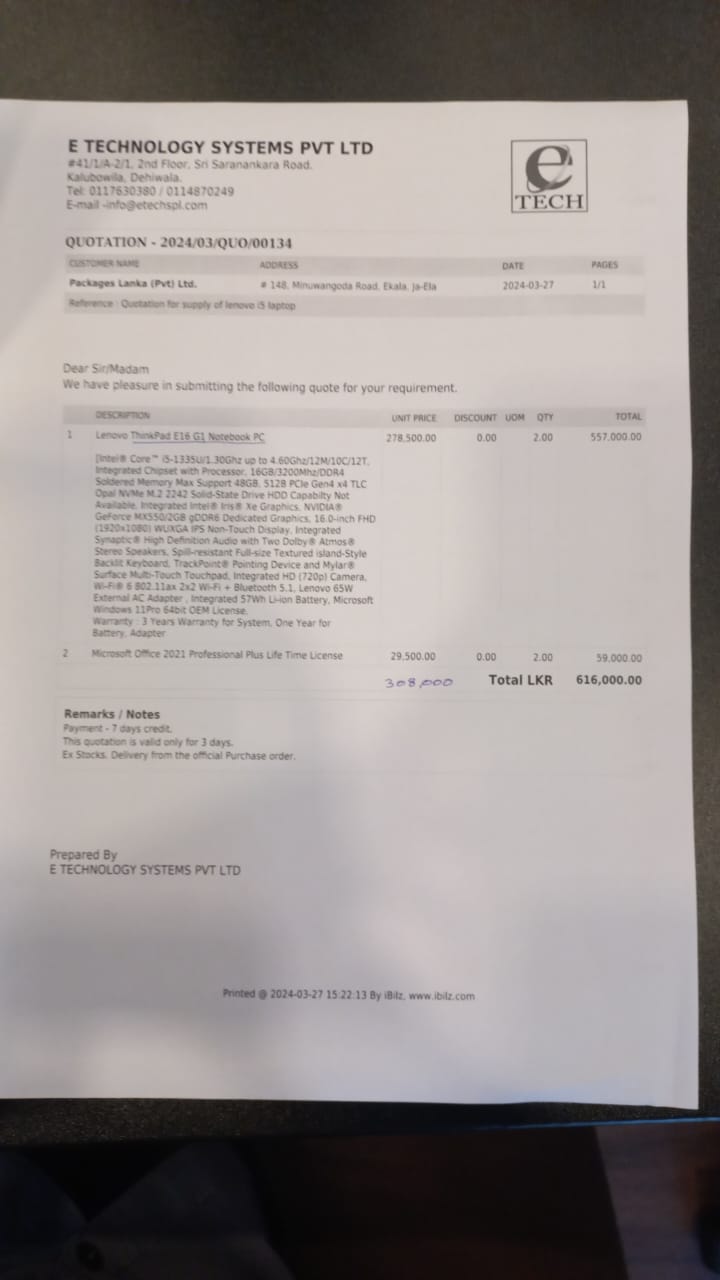 E TECHNOLOGY SYSTEMS PVT LTD
#41/1/A-2/1, 2nd Floor, Sri Saranankara Road,
Kalubowila, Dehiwala.
Tel: 0117630380 / 0114870249
E-mail -info@etechspl.com
e
TECH
QUOTATION - 2024/03/QUO/00134
CUSTOMER NAME ADDRESS DATE PAGES
Packages Lanka (Pvt) Ltd. # 148, Minuwangoda Road, Ekala, Ja-Ela 2024-03-27 1/1
Reference : Quotation for supply of lenovo i5 laptop
Dear Sir/Madam
We have pleasure in submitting the following quote for your requirement.
DESCRIPTION UNIT PRICE DISCOUNT UOM QTY TOTAL
1 Lenovo ThinkPad E16 G1 Notebook PC 278,500.00 0.00 2.00 557,000.00
[Intel® Core™ i5-1335U/1.30Ghz up to 4.60Ghz/12M/10C/12T,
Integrated Chipset with Processor, 16GB/3200Mhz/DDR4
Soldered Memory Max Support 48GB, 512B PCIe Gen4 x4 TLC
Opal NVMe M.2 2242 Solid-State Drive HDD Capabilty Not
Available, Integrated Intel® Iris® Xe Graphics, NVIDIA®
GeForce MX550/2GB gDDR6 Dedicated Graphics, 16.0-inch FHD
(1920x1080) WUXGA IPS Non-Touch Display, Integrated
Synaptic® High Definition Audio with Two Dolby® Atmos®
Stereo Speakers, Spill-resistant Full-size Textured island-Style
Backlit Keyboard, TrackPoint® Pointing Device and Mylar®
Surface Multi-Touch Touchpad, Integrated HD (720p) Camera,
Wi-Fi® 6 802.11ax 2x2 Wi-Fi + Bluetooth 5.1, Lenovo 65W
External AC Adapter , Integrated 57Wh Li-ion Battery, Microsoft
Windows 11Pro 64bit OEM License.
Warranty : 3 Years Warranty for System, One Year for
Battery, Adapter
2 Microsoft Office 2021 Professional Plus Life Time License 29,500.00 0.00 2.00 59,000.00
308,000 Total LKR 616,000.00
Remarks / Notes
Payment - 7 days credit.
This quotation is valid only for 3 days.
Ex Stocks. Delivery from the official Purchase order.
Prepared By
E TECHNOLOGY SYSTEMS PVT LTD
Printed @ 2024-03-27 15:22:13 By iBilz, www.ibilz.com